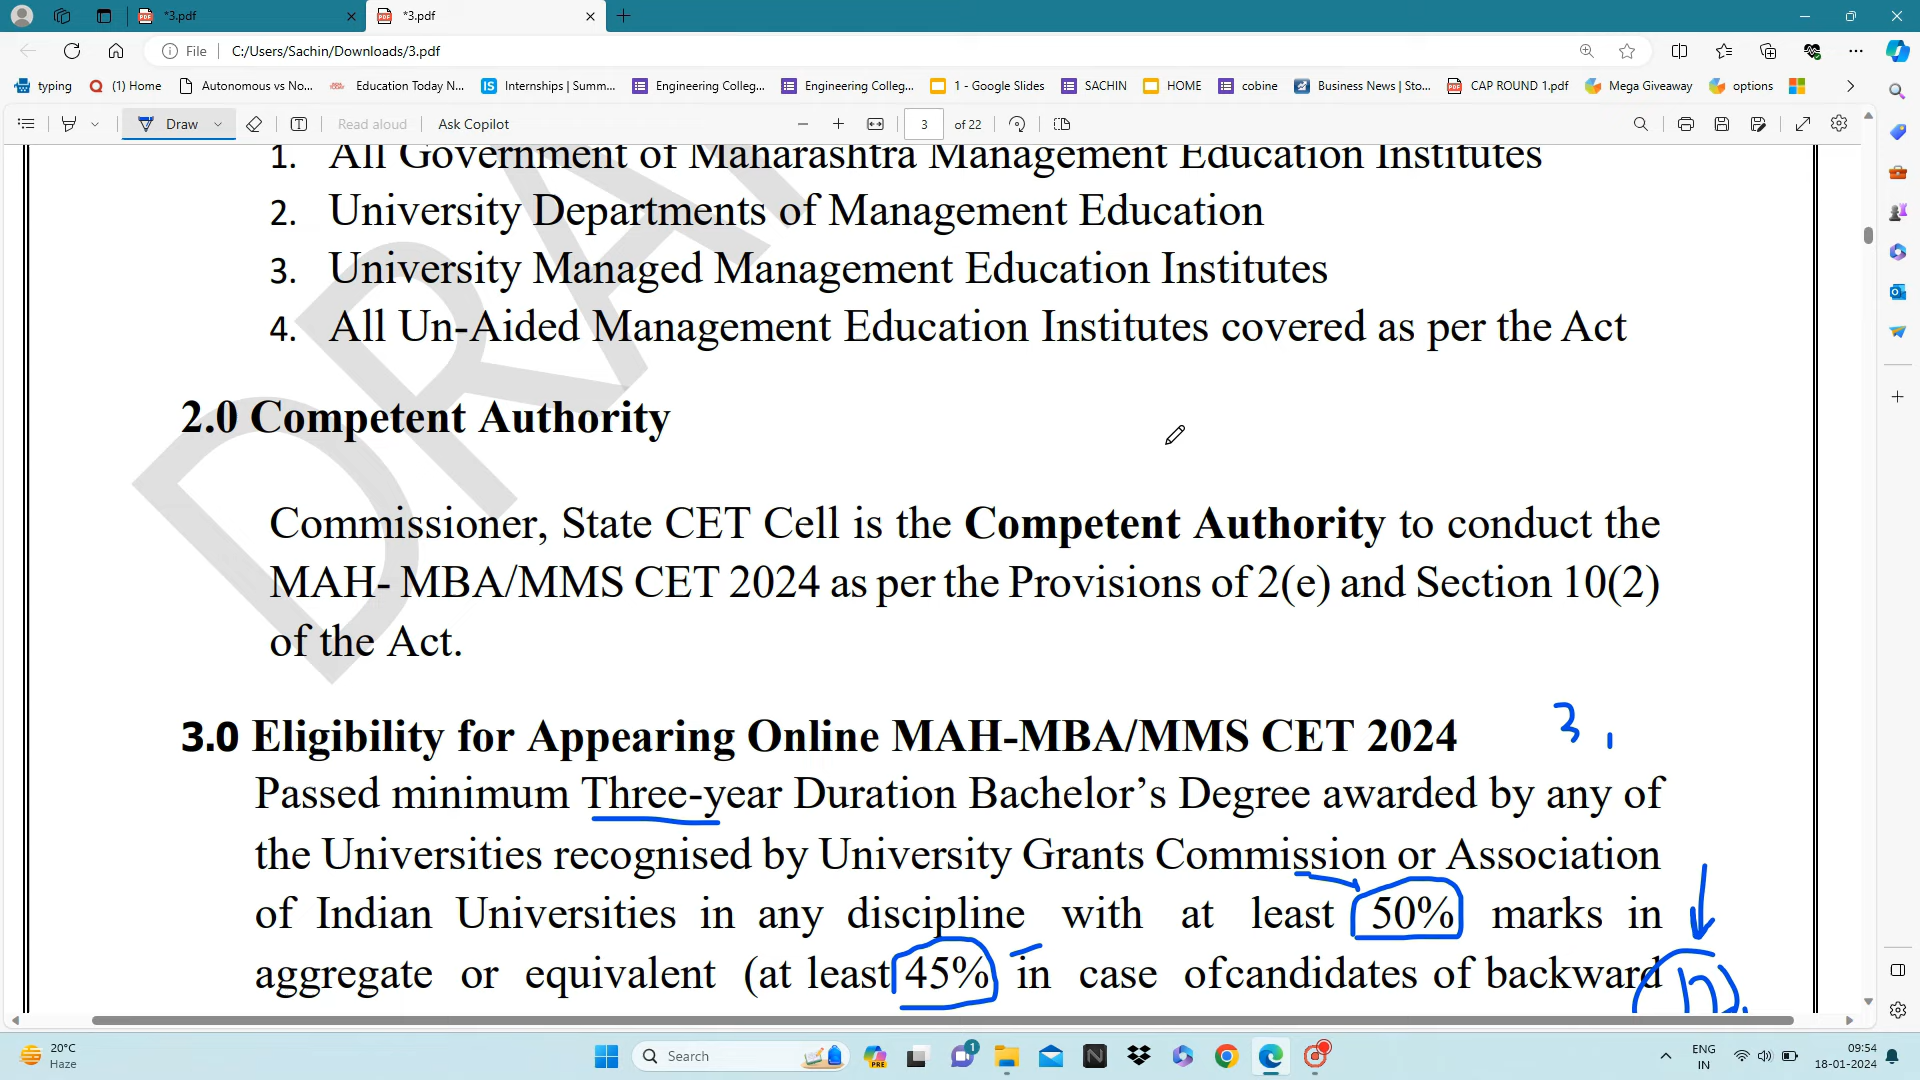 *3.pdf
*3.pdf
File
C:/Users/Sachin/Downloads/3.pdf
typing
(1) Home
Autonomous vs No...
Education Today N...
Internships | Summ...
Engineering Colleg...
Engineering Colleg...
1 - Google Slides
SACHIN
HOME
cobine
Business News | Sto...
CAP ROUND 1.pdf
Mega Giveaway
options
Draw
Read aloud
Ask Copilot
3
of 22
1. All Government of Maharashtra Management Education Institutes
2. University Departments of Management Education
3. University Managed Management Education Institutes
4. All Un-Aided Management Education Institutes covered as per the Act
2.0 Competent Authority
Commissioner, State CET Cell is the Competent Authority to conduct the
MAH- MBA/MMS CET 2024 as per the Provisions of 2(e) and Section 10(2)
of the Act.
3.0 Eligibility for Appearing Online MAH-MBA/MMS CET 2024
3
Passed minimum Three-year Duration Bachelor’s Degree awarded by any of
the Universities recognised by University Grants Commission or Association
of Indian Universities in any discipline with at least 50% marks in
aggregate or equivalent (at least 45% in case ofcandidates of backward
20°C
Haze
Search
PRE
1
ENG
IN
09:54
18-01-2024